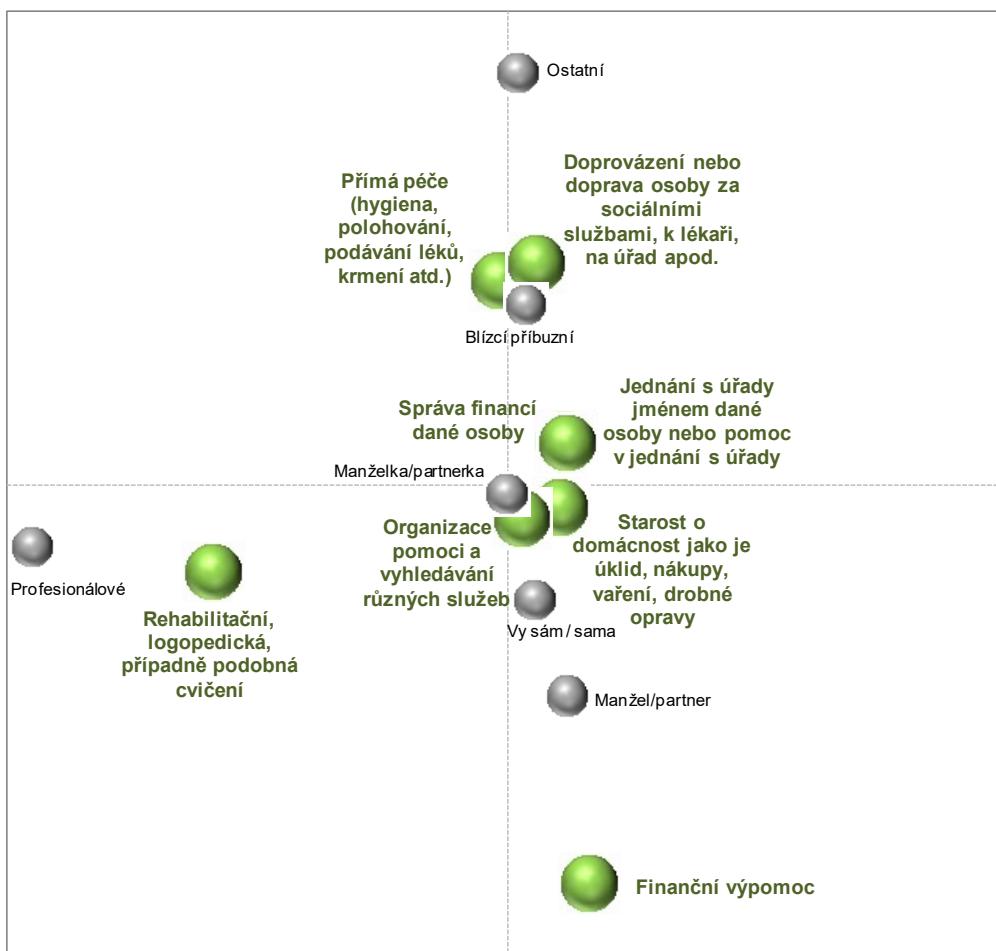 Ostatní
Přímá péče
(hygiena,
polohování,
podávání léků,
krmení atd.)
Doprovázení nebo
doprava osoby za
sociálními
službami, k lékaři,
na úřad apod.
Blízcí příbuzní
Správa financí
dané osoby
Jednání s úřady
jménem dané
osoby nebo pomoc
v jednání s úřady
Manželka/partnerka
Organizace
pomoci a
vyhledávání
různých služeb
Starost o
domácnost jako je
úklid, nákupy,
vaření, drobné
opravy
Profesionálové
Rehabilitační,
logopedická,
případně podobná
cvičení
Vy sám / sama
Manžel/partner
Finanční výpomoc